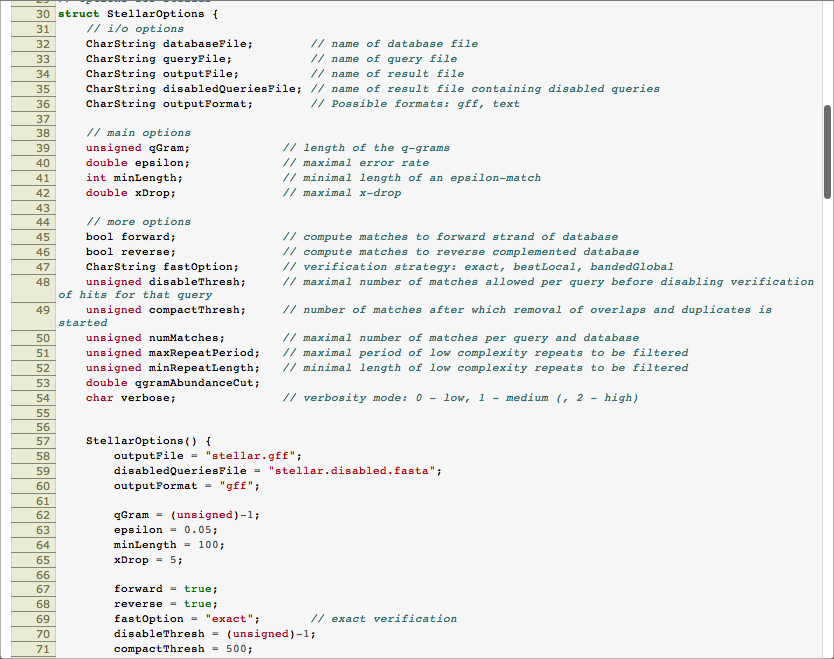 30 struct StellarOptions {
31     // i/o options
32     CharString databaseFile;        // name of database file
33     CharString queryFile;           // name of query file
34     CharString outputFile;          // name of result file
35     CharString disabledQueriesFile; // name of result file containing disabled queries
36     CharString outputFormat;        // Possible formats: gff, text
37
38     // main options
39     unsigned qGram;             // length of the q-grams
40     double epsilon;             // maximal error rate
41     int minLength;              // minimal length of an epsilon-match
42     double xDrop;               // maximal x-drop
43
44     // more options
45     bool forward;               // compute matches to forward strand of database
46     bool reverse;               // compute matches to reverse complemented database
47     CharString fastOption;      // verification strategy: exact, bestLocal, bandedGlobal
48     unsigned disableThresh;     // maximal number of matches allowed per query before disabling verification
of hits for that query
49     unsigned compactThresh;     // number of matches after which removal of overlaps and duplicates is
started
50     unsigned numMatches;        // maximal number of matches per query and database
51     unsigned maxRepeatPeriod;   // maximal period of low complexity repeats to be filtered
52     unsigned minRepeatLength;   // minimal length of low complexity repeats to be filtered
53     double qgramAbundanceCut;
54     char verbose;               // verbosity mode: 0 - low, 1 - medium (, 2 - high)
55
56
57     StellarOptions() {
58         outputFile = "stellar.gff";
59         disabledQueriesFile = "stellar.disabled.fasta";
60         outputFormat = "gff";
61
62         qGram = (unsigned)-1;
63         epsilon = 0.05;
64         minLength = 100;
65         xDrop = 5;
66
67         forward = true;
68         reverse = true;
69         fastOption = "exact";       // exact verification
70         disableThresh = (unsigned)-1;
71         compactThresh = 500;